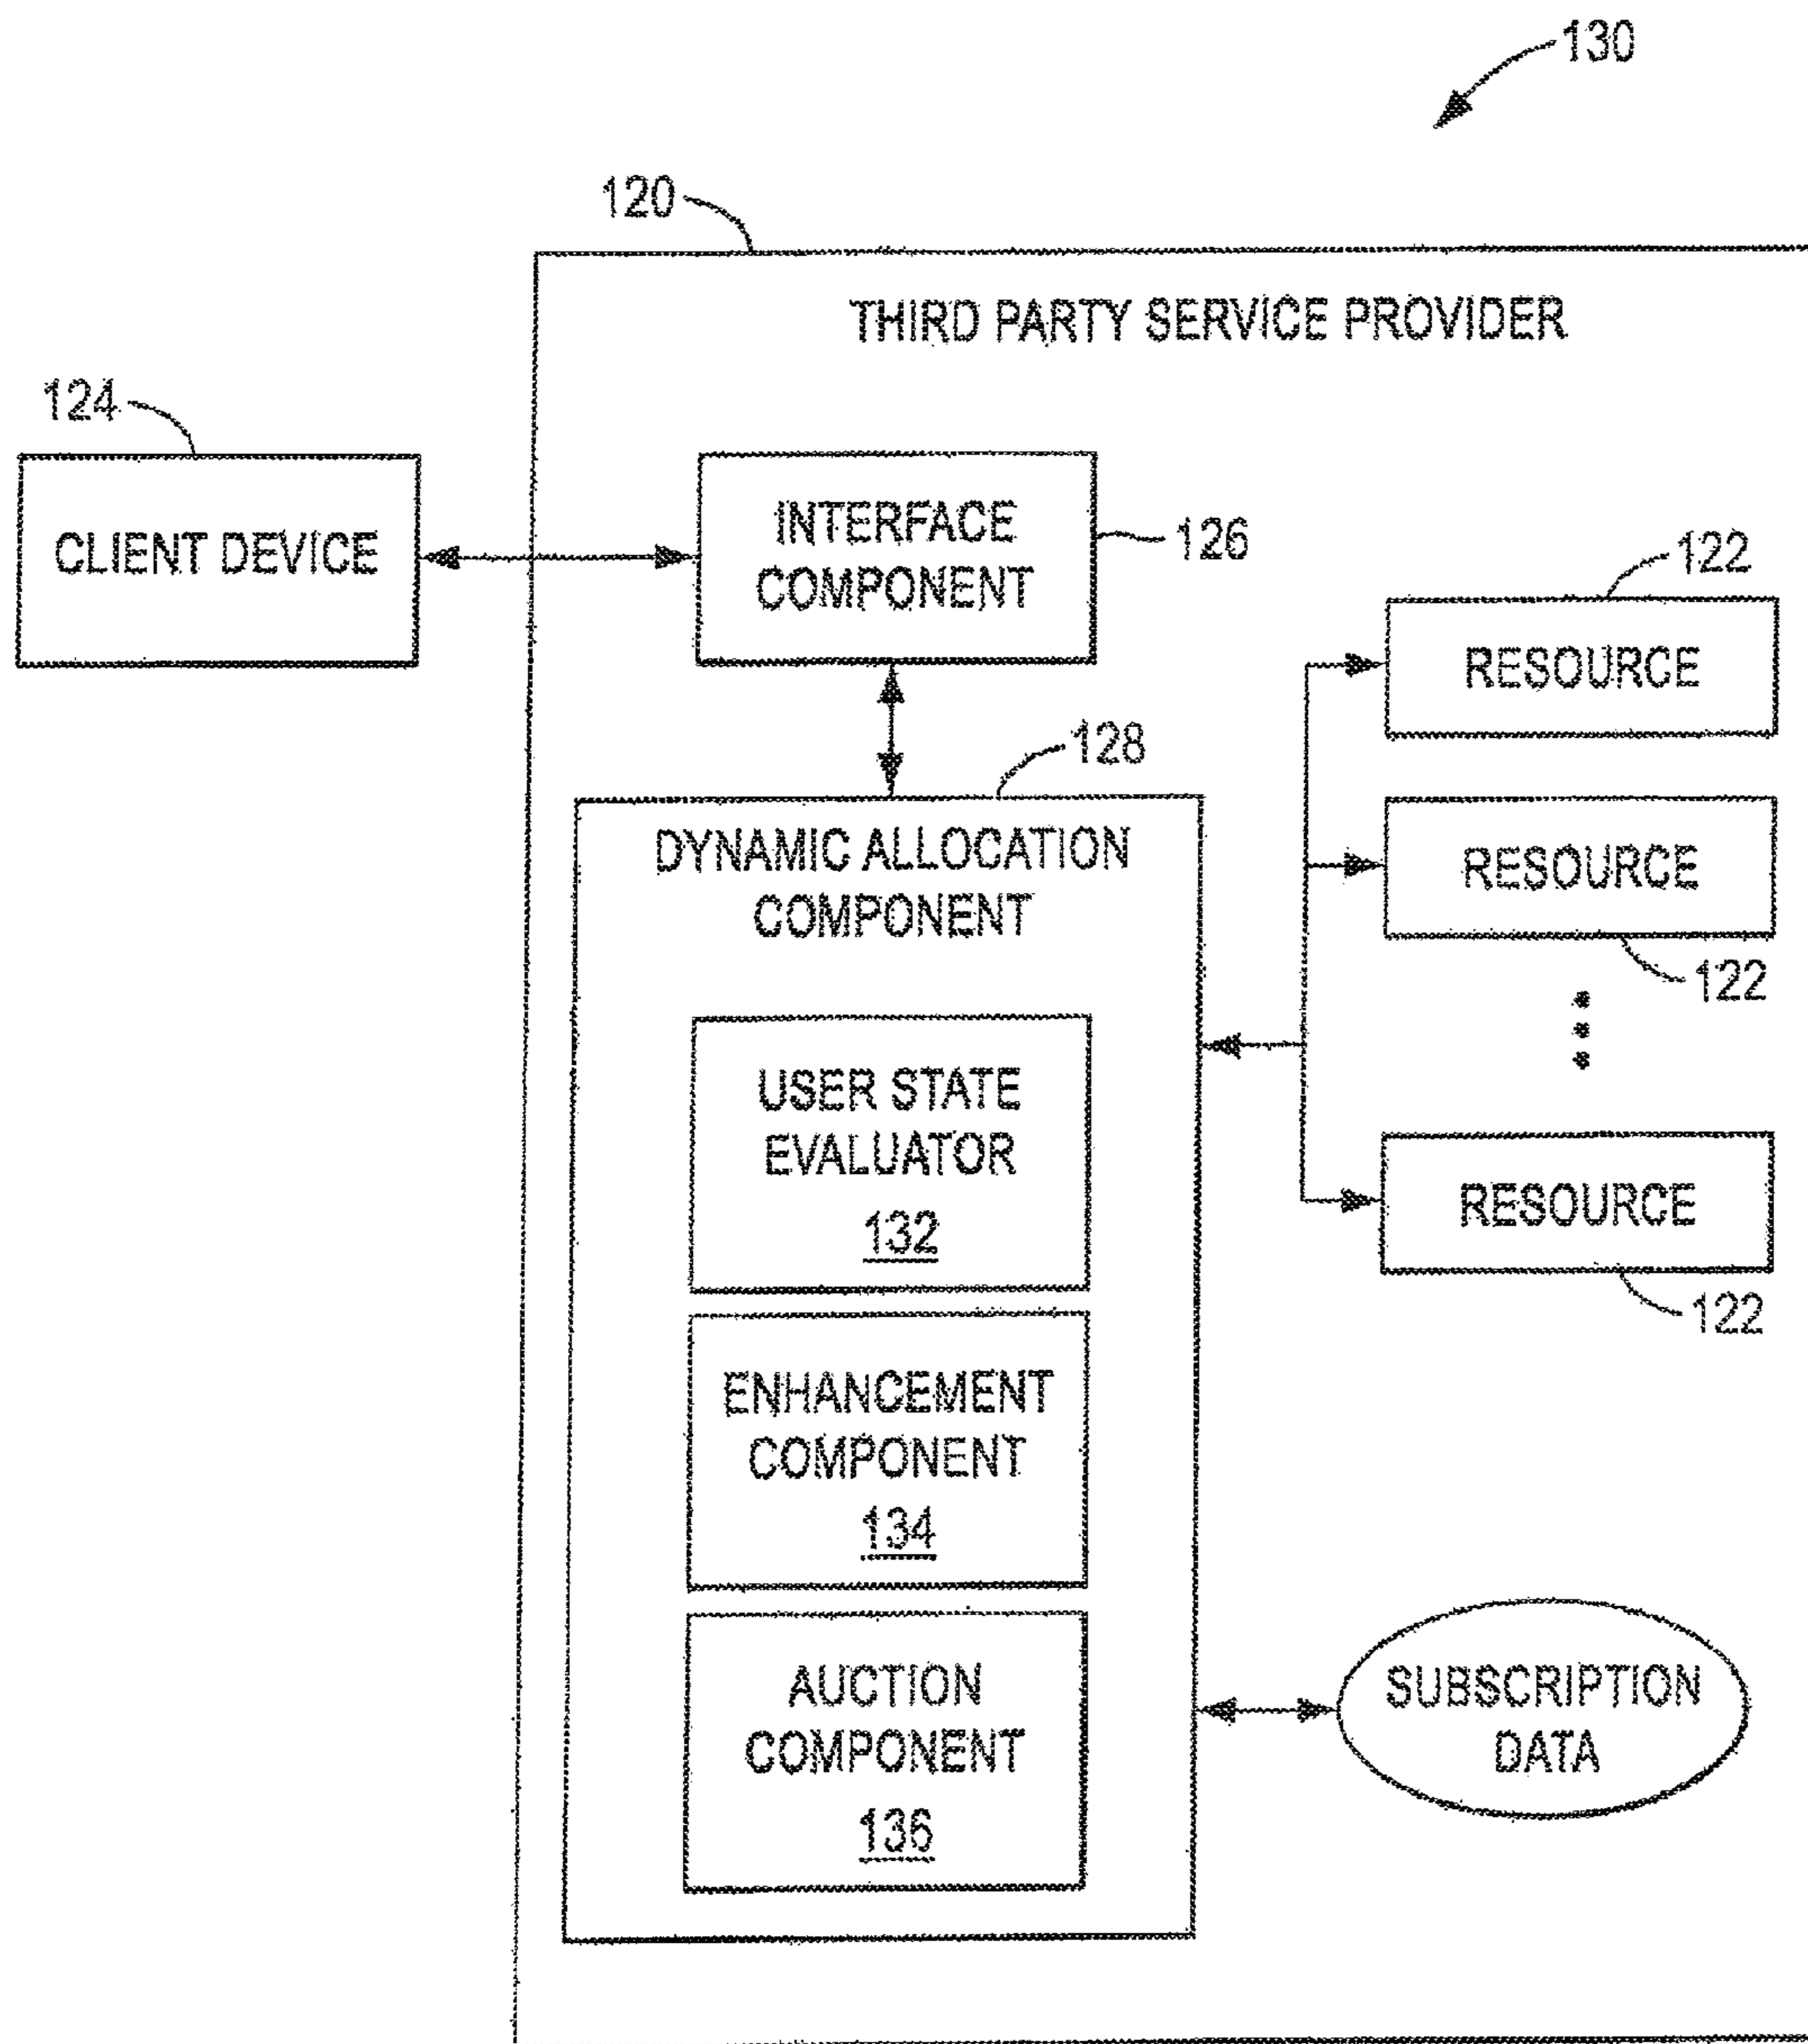 130
120
THIRD PARTY SERVICE PROVIDER
124
CLIENT DEVICE
INTERFACE
COMPONENT
126
122
RESOURCE
128
DYNAMIC ALLOCATION
COMPONENT
RESOURCE
122
USER STATE
EVALUATOR
132
RESOURCE
122
ENHANCEMENT
COMPONENT
134
AUCTION
COMPONENT
136
SUBSCRIPTION
DATA